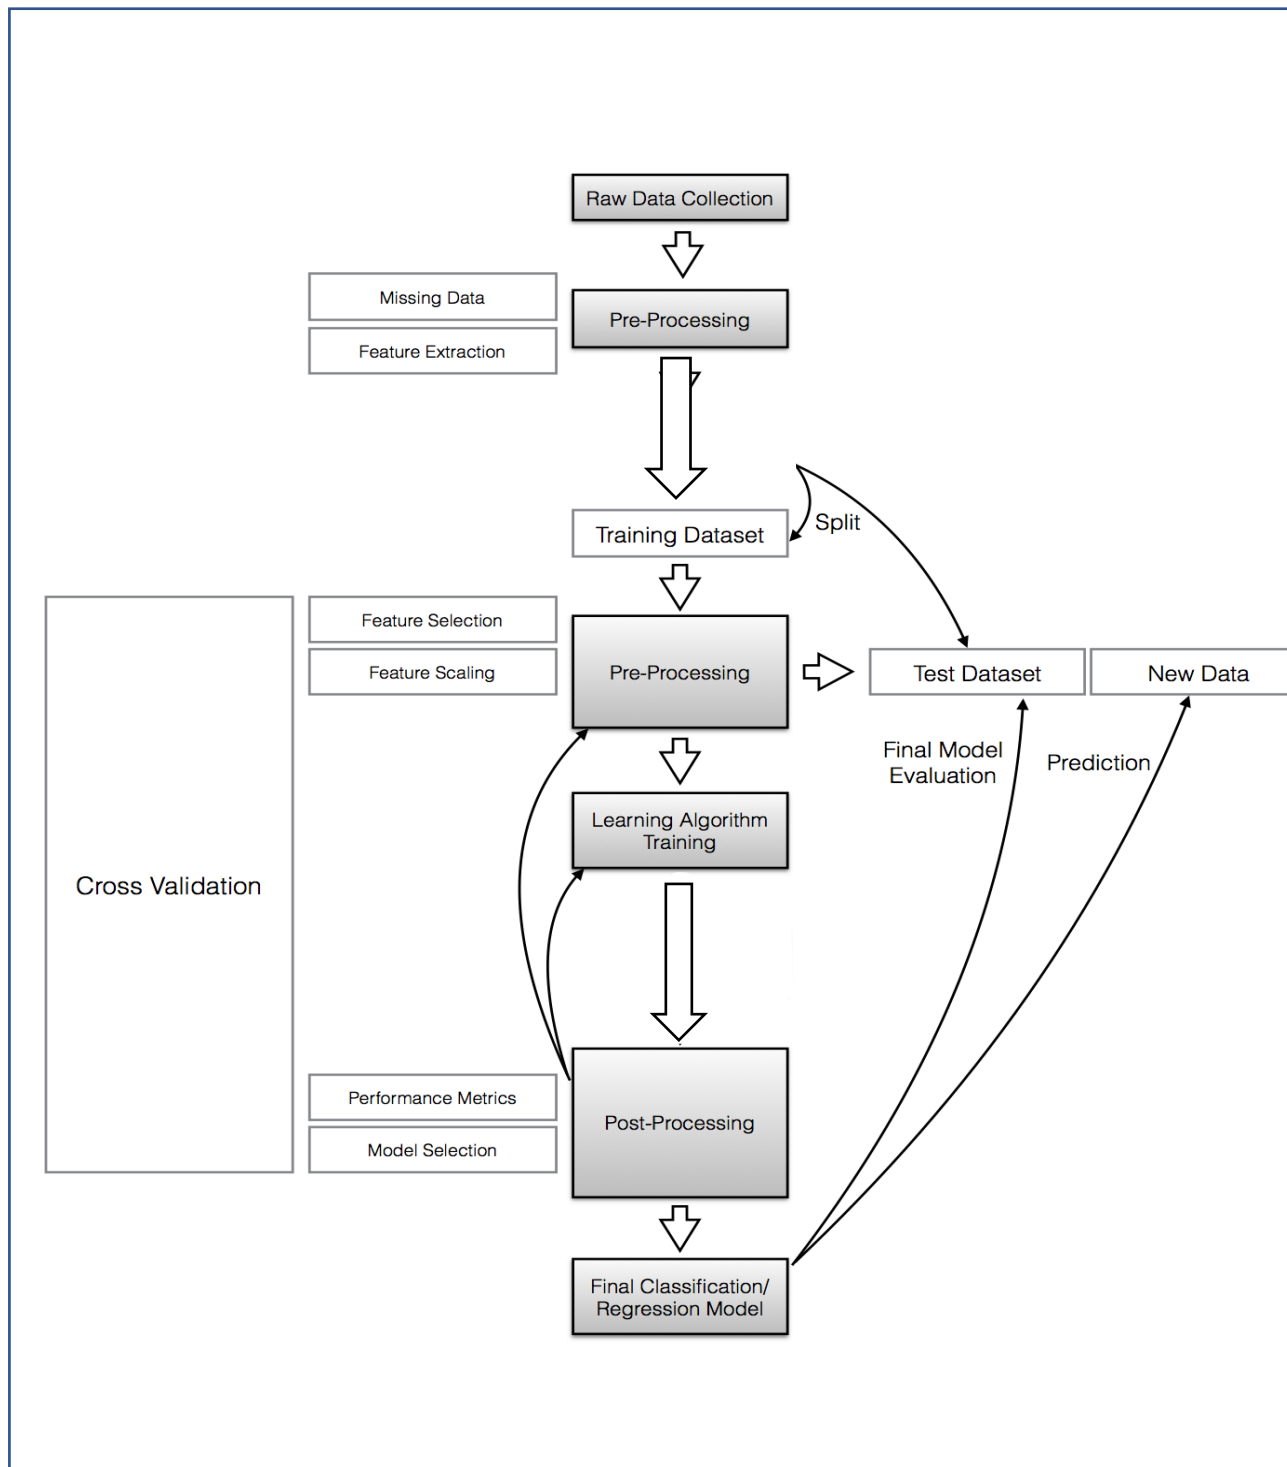 Raw Data Collection
Missing Data
Pre-Processing
Feature Extraction
Split
Training Dataset
Feature Selection
Feature Scaling
Pre-Processing
Test Dataset
New Data
Final Model
Evaluation
Prediction
Learning Algorithm
Training
Cross Validation
Performance Metrics
Post-Processing
Model Selection
Final Classification/
Regression Model